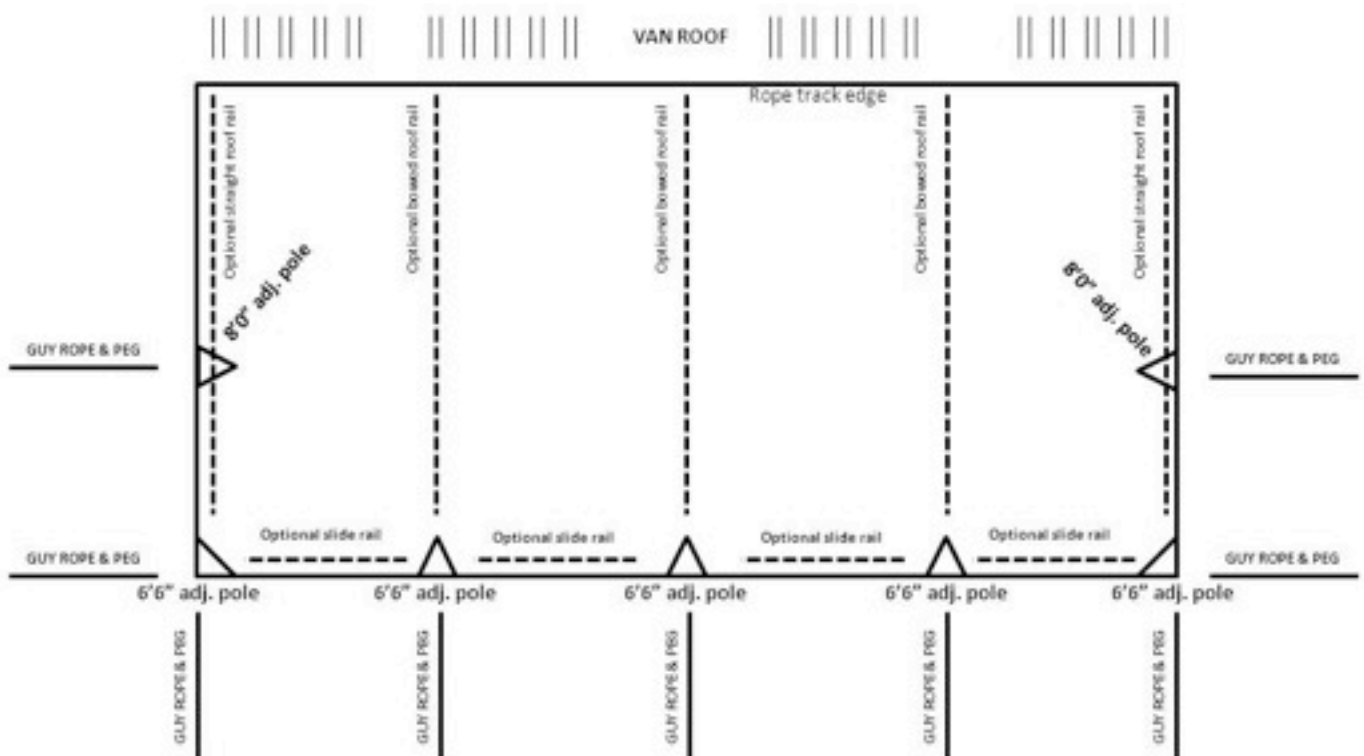 VAN ROOF
Rope track edge
Optional straight roof rail
Optional bowed roof rail
Optional bowed roof rail
Optional bowed roof rail
Optional straight roof rail
8'0" adj. pole
8'0" adj. pole
GUY ROPE & PEG
GUY ROPE & PEG
Optional slide rail
Optional slide rail
Optional slide rail
Optional slide rail
GUY ROPE & PEG
GUY ROPE & PEG
6'6" adj. pole
6'6" adj. pole
6'6" adj. pole
6'6" adj. pole
6'6" adj. pole
GUY ROPE & PEG
GUY ROPE & PEG
GUY ROPE & PEG
GUY ROPE & PEG
GUY ROPE & PEG